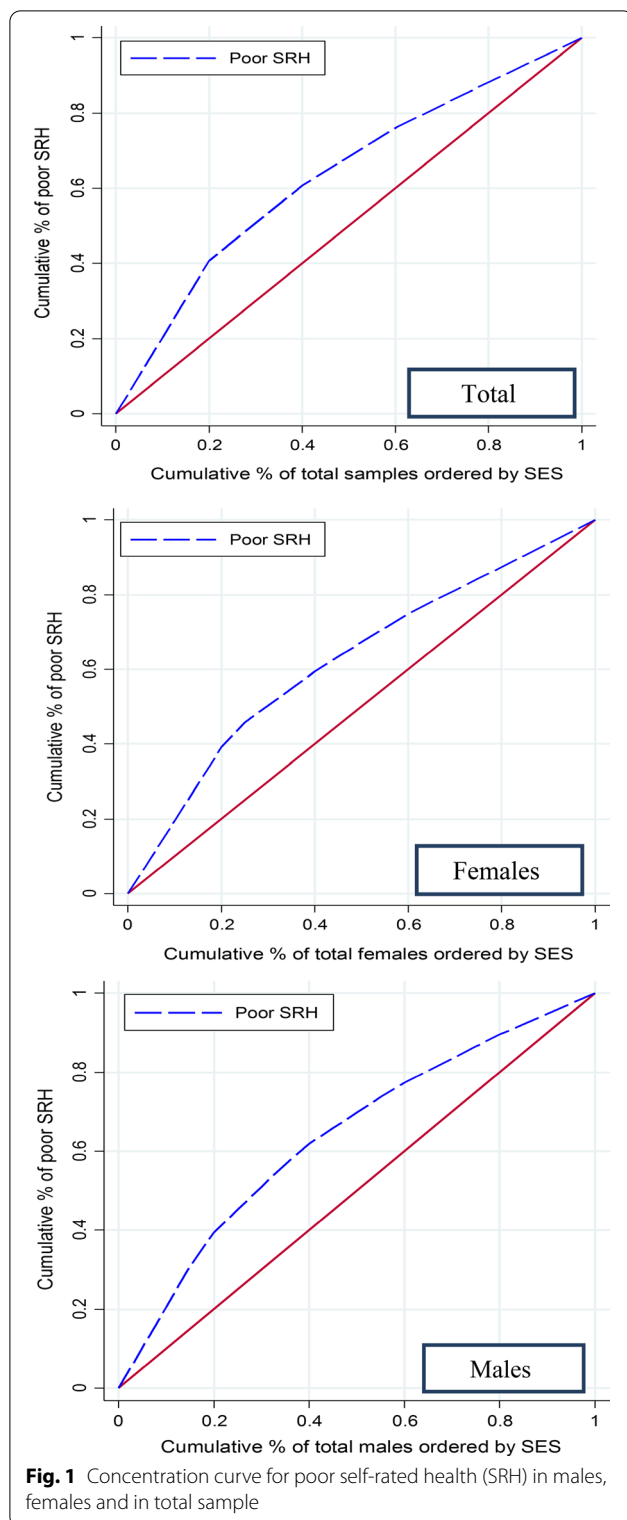 Poor SRH
Cumulative % of poor SRH
1
0.8
0.6
0.4
0.2
0
Total
0 0.2 0.4 0.6 0.8 1
Cumulative % of total samples ordered by SES
Poor SRH
Cumulative % of poor SRH
1
0.8
0.6
0.4
0.2
0
Females
0 0.2 0.4 0.6 0.8 1
Cumulative % of total females ordered by SES
Poor SRH
Cumulative % of poor SRH
1
0.8
0.6
0.4
0.2
0
Males
0 0.2 0.4 0.6 0.8 1
Cumulative % of total males ordered by SES
Fig. 1 Concentration curve for poor self-rated health (SRH) in males,
females and in total sample